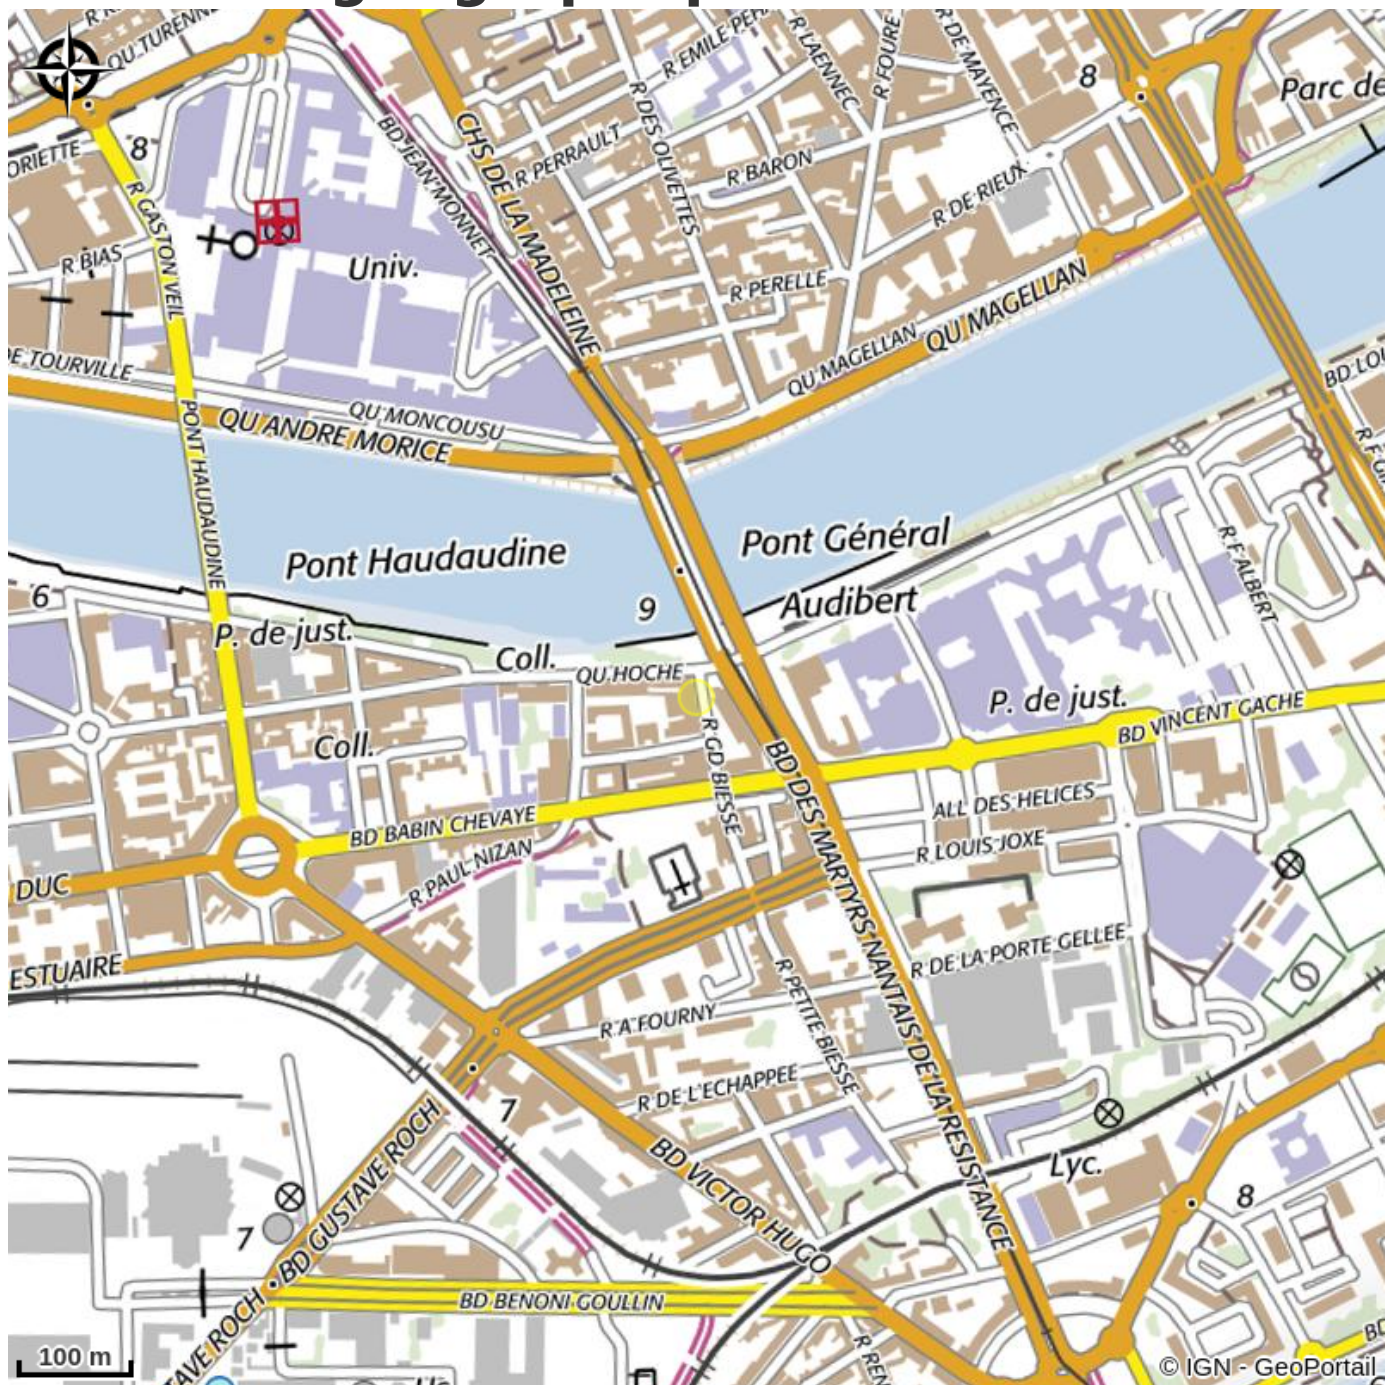 QU TURENNE
R EMILE PEH
R LAENNEC
R FOURE
R DE MAYENCE
8
Parc de
CHS DE LA MADELEINE
BD JEAN MONNET
R DES OLIVETTES
R PERRAULT
R BARON
R DE RIEUX
ORIETTE
8
R GASTON VEIL
R BIAS
Univ.
R PERELLE
QU MAGELLAN
QU MAGELLAN
DE TOURVILLE
QU MONCOUSU
QU ANDRE MORICE
PONT HAUDAUDINE
BD LOU
Pont Haudaudine
Pont Général
Audibert
R F ALBERT
6
9
P. de just.
Coll.
QU HOCHE
P. de just.
BD VINCENT GACHE
Coll.
R GD BIESSE
BD DES MARTYRS NANTAIS DE LA RESISTANCE
ALL DES HELICES
BD BABIN CHEVAYE
R LOUIS JOXE
R PAUL NIZAN
DUC
ESTUAIRE
R DE LA PORTE GELLEE
R A FOURNY
R PETITE BIESSE
R DE L'ECHAPPEE
7
BD VICTOR HUGO
Lyc.
8
7
BD GUSTAVE ROCH
BD BENONI GOULLIN
TAVE ROCH
R REN
BD
100 m
© IGN - GeoPortail